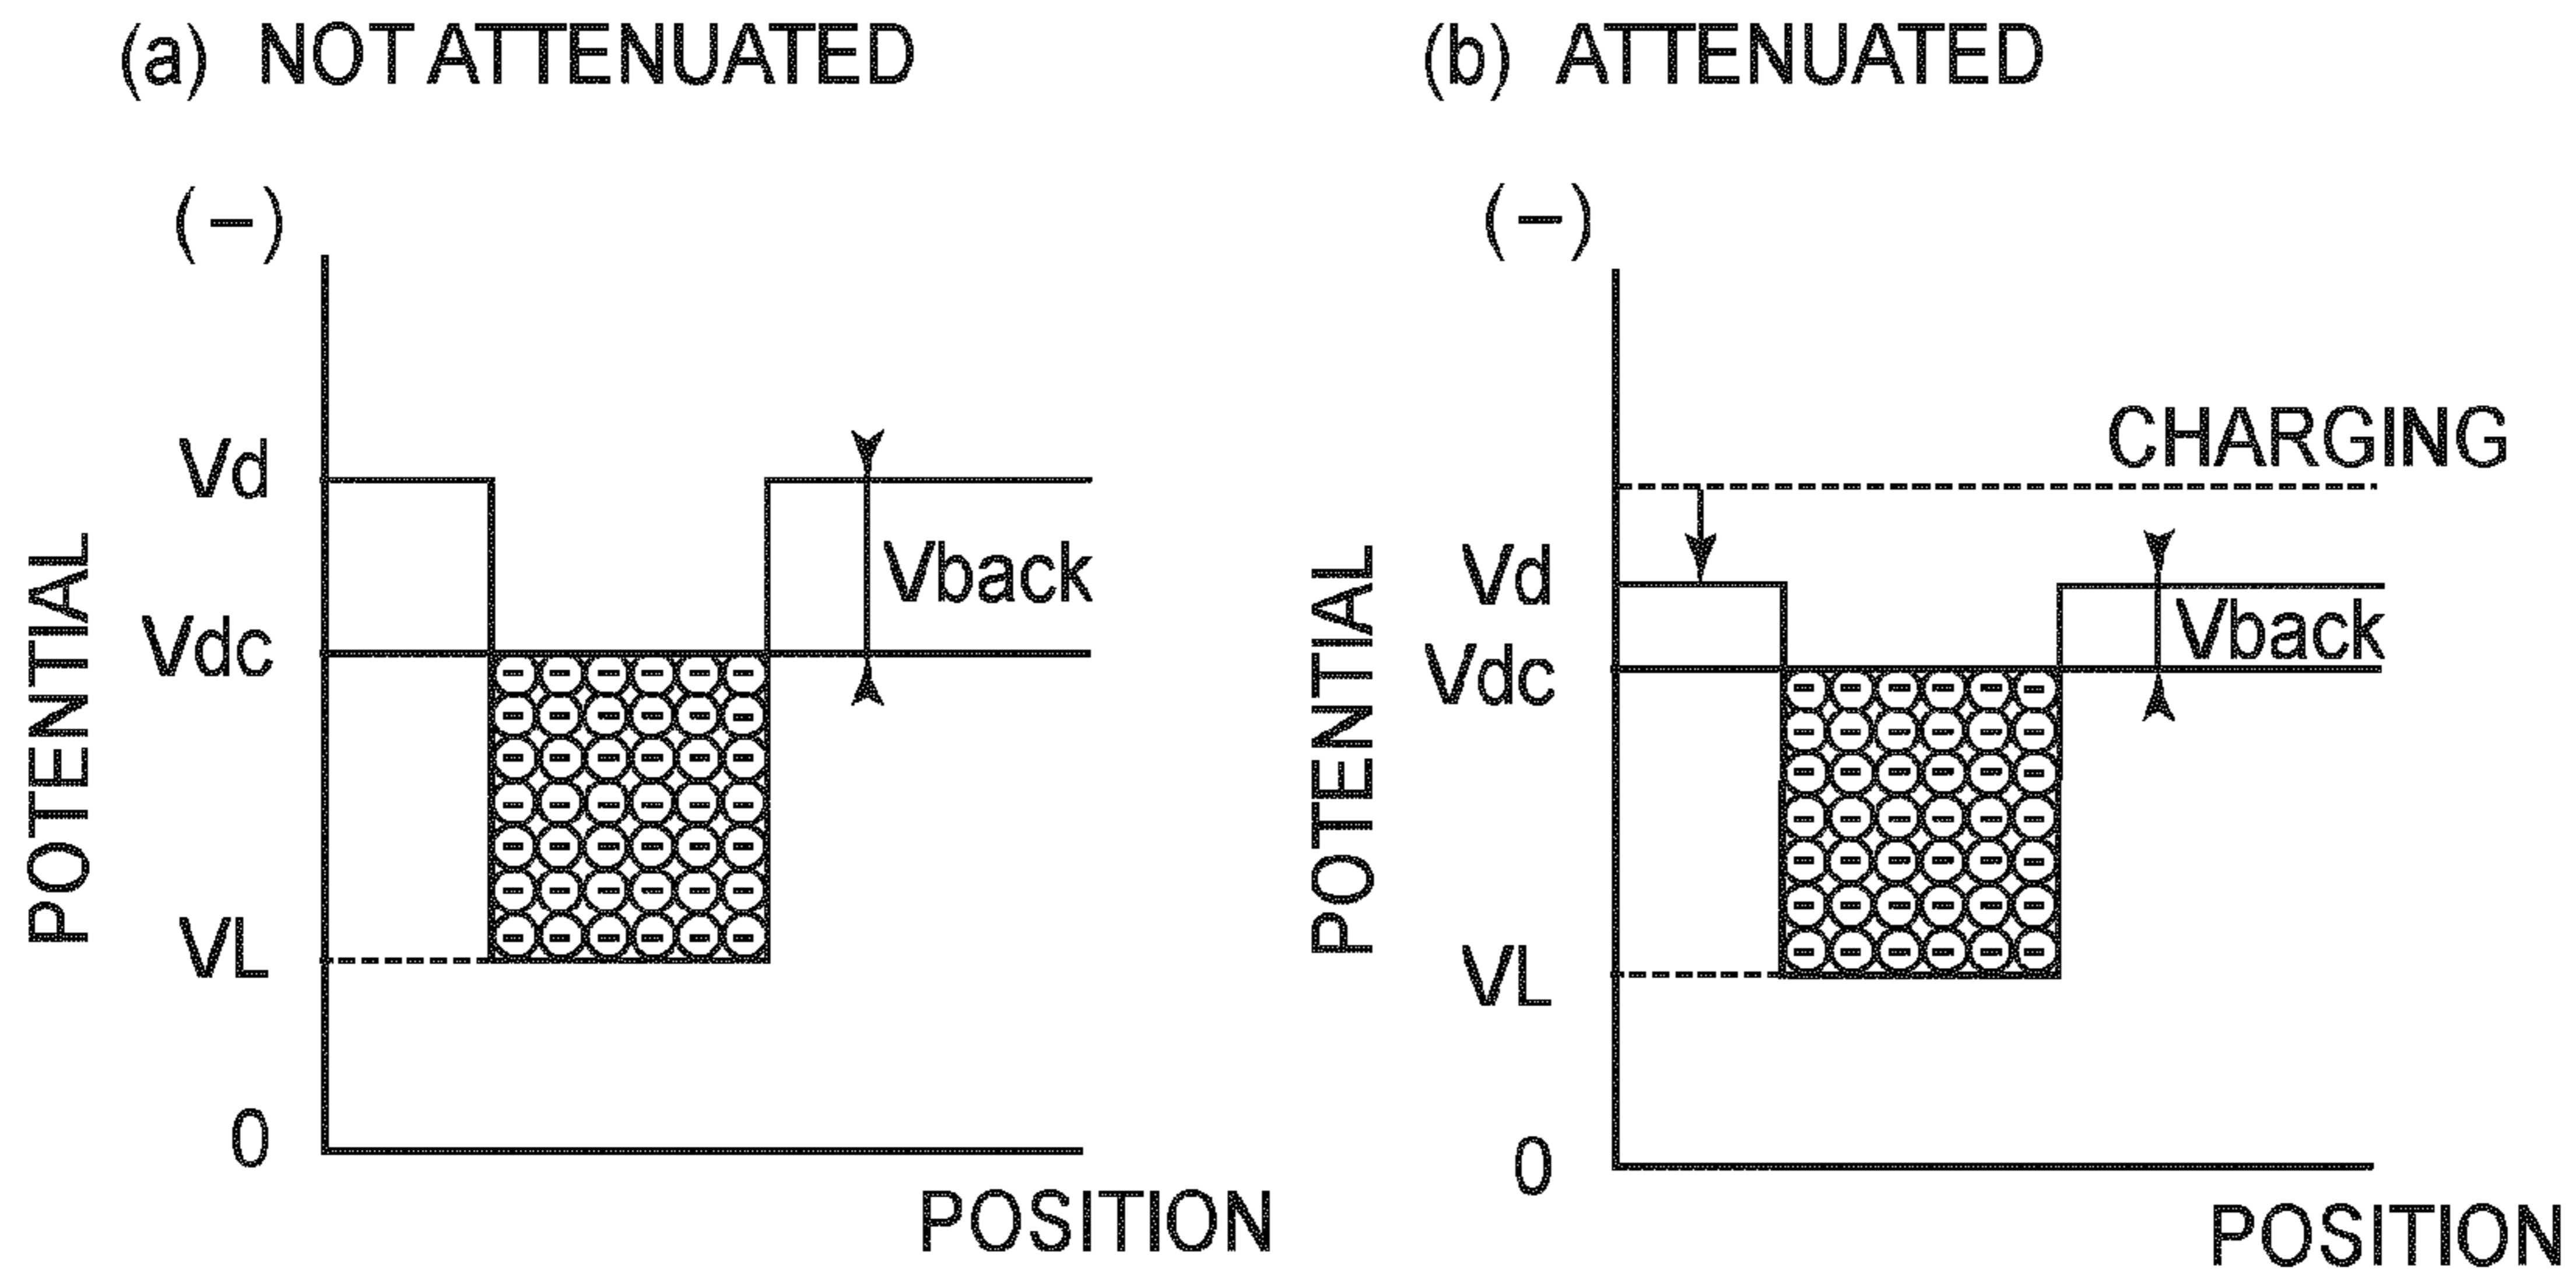 (a) NOT ATTENUATED
(−)
Vd
Vback
Vdc
POTENTIAL
VL
0
POSITION
(b) ATTENUATED
(−)
CHARGING
Vd
Vback
Vdc
POTENTIAL
VL
0
POSITION